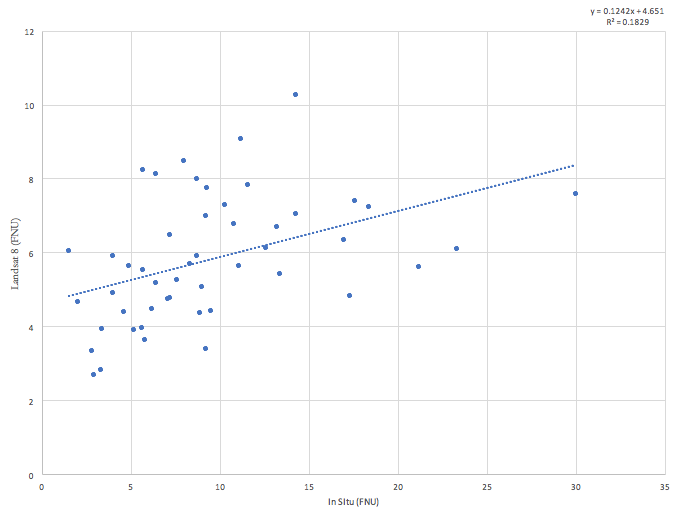 y = 0.1242x + 4.651
R² = 0.1829
12
10
8
6
4
2
0
Landsat 8 (FNU)
0 5 10 15 20 25 30 35
In Situ (FNU)